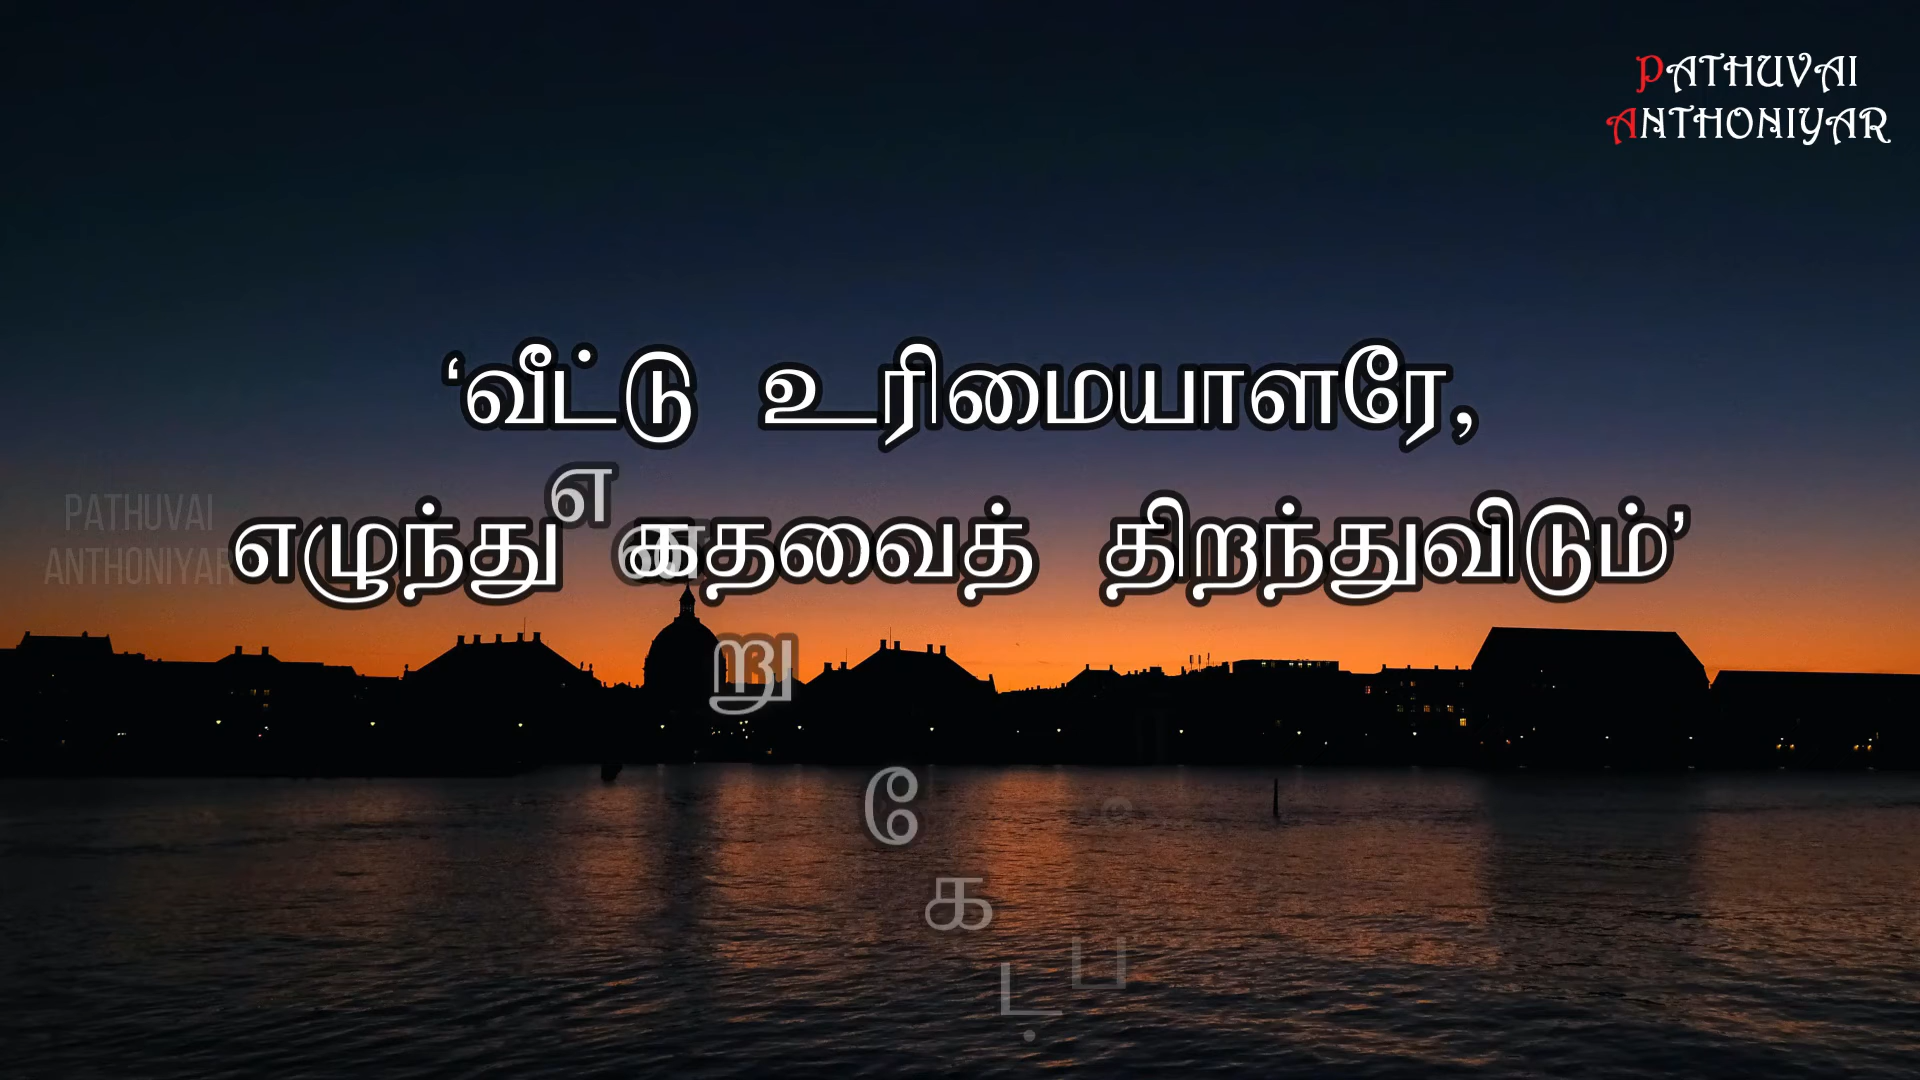 PATHUVAI
ANTHONIYAR
‘வீட்டு உரிமையாளரே,
எழுந்து கதவைத் திறந்துவிடும்’
PATHUVAI
ANTHONIYAR